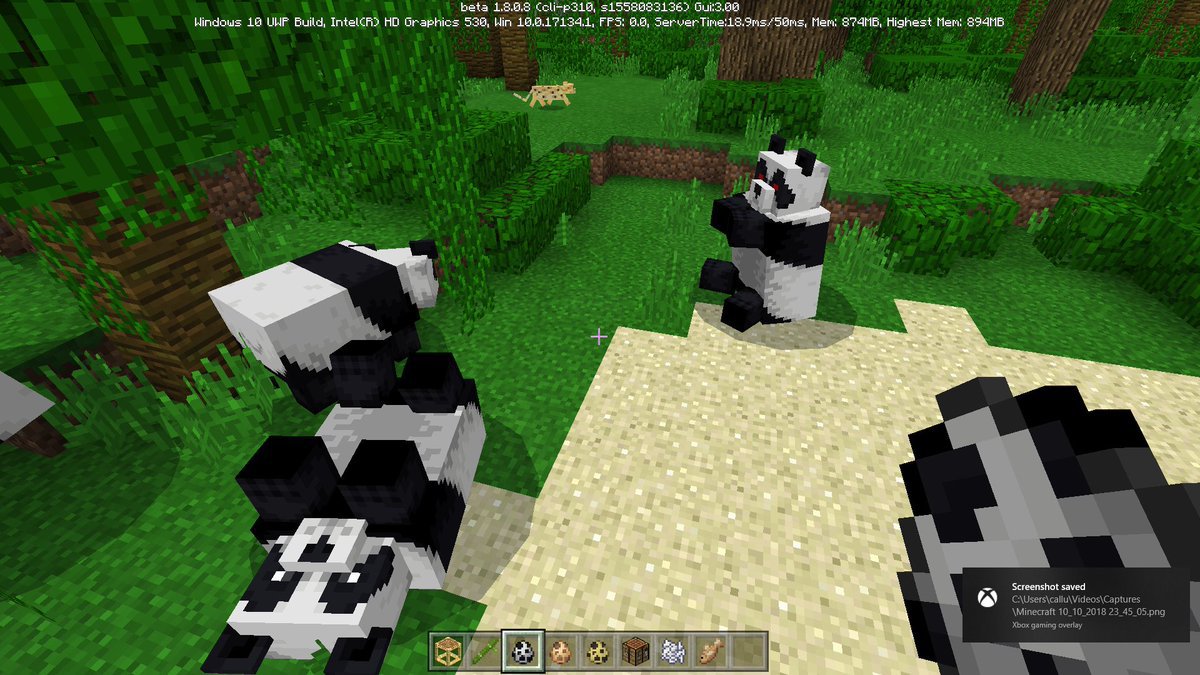 beta 1.8.0.8 (cli-p310, s1558083136) Gui:3.00
Windows 10 UWP Build, Intel(R) HD Graphics 530, Win 10.0.17134.1, FPS: 0.0, ServerTime:18.9ms/50ms, Mem: 874MB, Highest Mem: 894MB
Screenshot saved
C:\Users\callu\Videos\Captures
\Minecraft 10_10_2018 23_45_05.png
Xbox gaming overlay